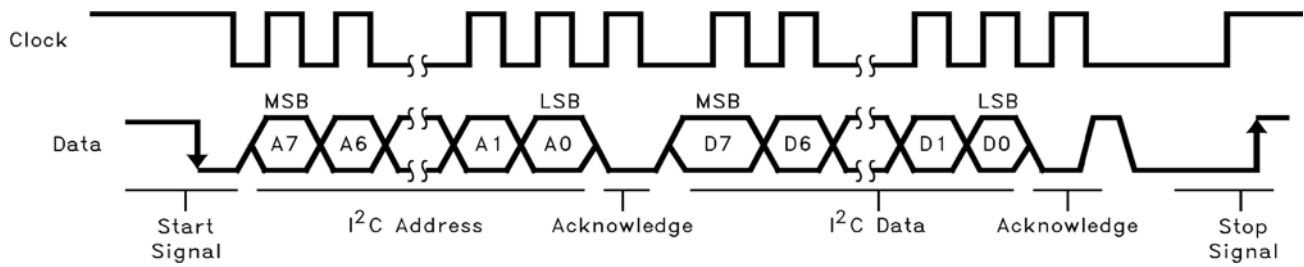 Clock
MSB LSB MSB LSB
Data A7 A6 A1 A0 D7 D6 D1 D0
Start Signal
I²C Address
Acknowledge
I²C Data
Acknowledge
Stop Signal